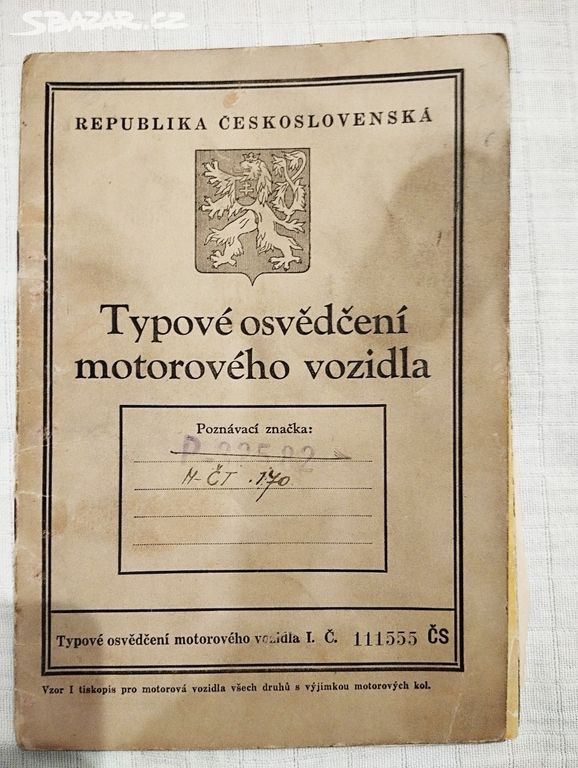 SBAZAR.CZ
REPUBLIKA ČESKOSLOVENSKÁ
Typové osvědčení
motorového vozidla
Poznávací značka:
H-ČT .170
Typové osvědčení motorového vozidla I. Č. 111555 ČS
Vzor I tiskopis pro motorová vozidla všech druhů s výjimkou motorových kol.